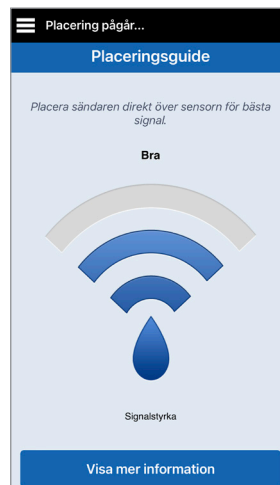 Placering pågår...
Placeringsguide
Placera sändaren direkt över sensorn för bästa
signal.
Bra
Signalstyrka
Visa mer information